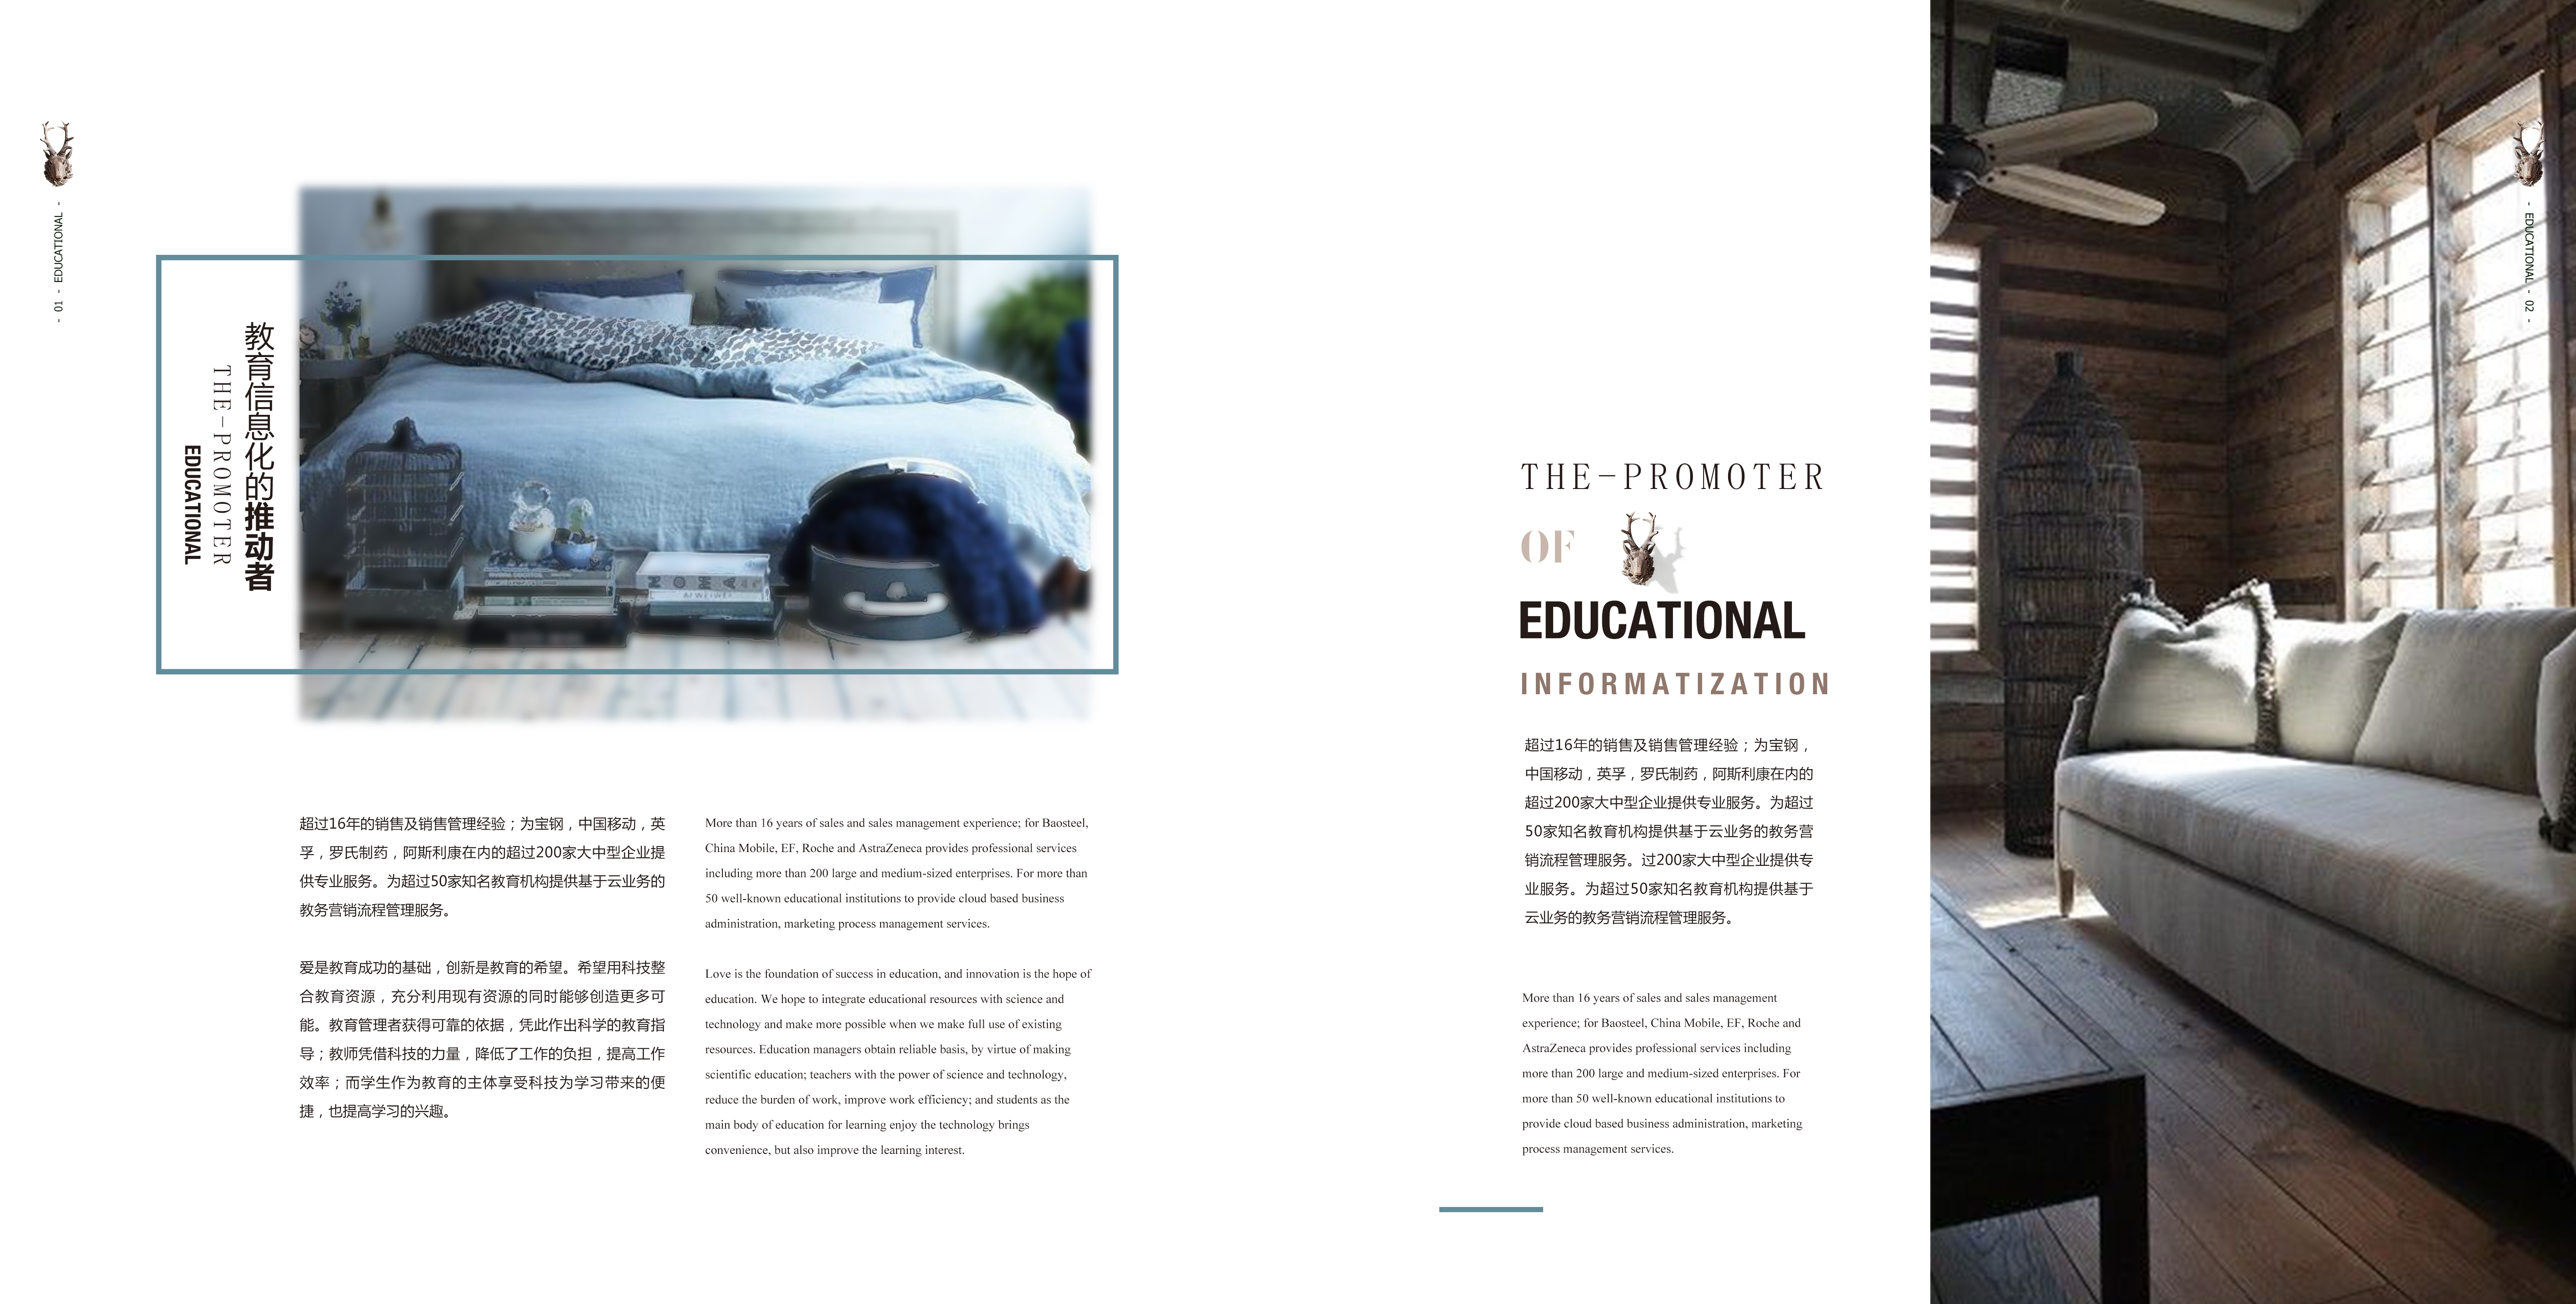 - 01 - EDUCATIONAL -
教育信息化的推动者
THE-PROMOTER
EDUCATIONAL
超过16年的销售及销售管理经验；为宝钢，中国移动，英
孚，罗氏制药，阿斯利康在内的超过200家大中型企业提
供专业服务。为超过50家知名教育机构提供基于云业务的
教务营销流程管理服务。
爱是教育成功的基础，创新是教育的希望。希望用科技整
合教育资源，充分利用现有资源的同时能够创造更多可
能。教育管理者获得可靠的依据，凭此作出科学的教育指
导；教师凭借科技的力量，降低了工作的负担，提高工作
效率；而学生作为教育的主体享受科技为学习带来的便
捷，也提高学习的兴趣。
More than 16 years of sales and sales management experience; for Baosteel,
China Mobile, EF, Roche and AstraZeneca provides professional services
including more than 200 large and medium-sized enterprises. For more than
50 well-known educational institutions to provide cloud based business
administration, marketing process management services.
Love is the foundation of success in education, and innovation is the hope of
education. We hope to integrate educational resources with science and
technology and make more possible when we make full use of existing
resources. Education managers obtain reliable basis, by virtue of making
scientific education; teachers with the power of science and technology,
reduce the burden of work, improve work efficiency; and students as the
main body of education for learning enjoy the technology brings
convenience, but also improve the learning interest.
THE-PROMOTER
OF
EDUCATIONAL
INFORMATIZATION
超过16年的销售及销售管理经验；为宝钢，
中国移动，英孚，罗氏制药，阿斯利康在内的
超过200家大中型企业提供专业服务。为超过
50家知名教育机构提供基于云业务的教务营
销流程管理服务。过200家大中型企业提供专
业服务。为超过50家知名教育机构提供基于
云业务的教务营销流程管理服务。
More than 16 years of sales and sales management
experience; for Baosteel, China Mobile, EF, Roche and
AstraZeneca provides professional services including
more than 200 large and medium-sized enterprises. For
more than 50 well-known educational institutions to
provide cloud based business administration, marketing
process management services.
- EDUCATIONAL - 02 -